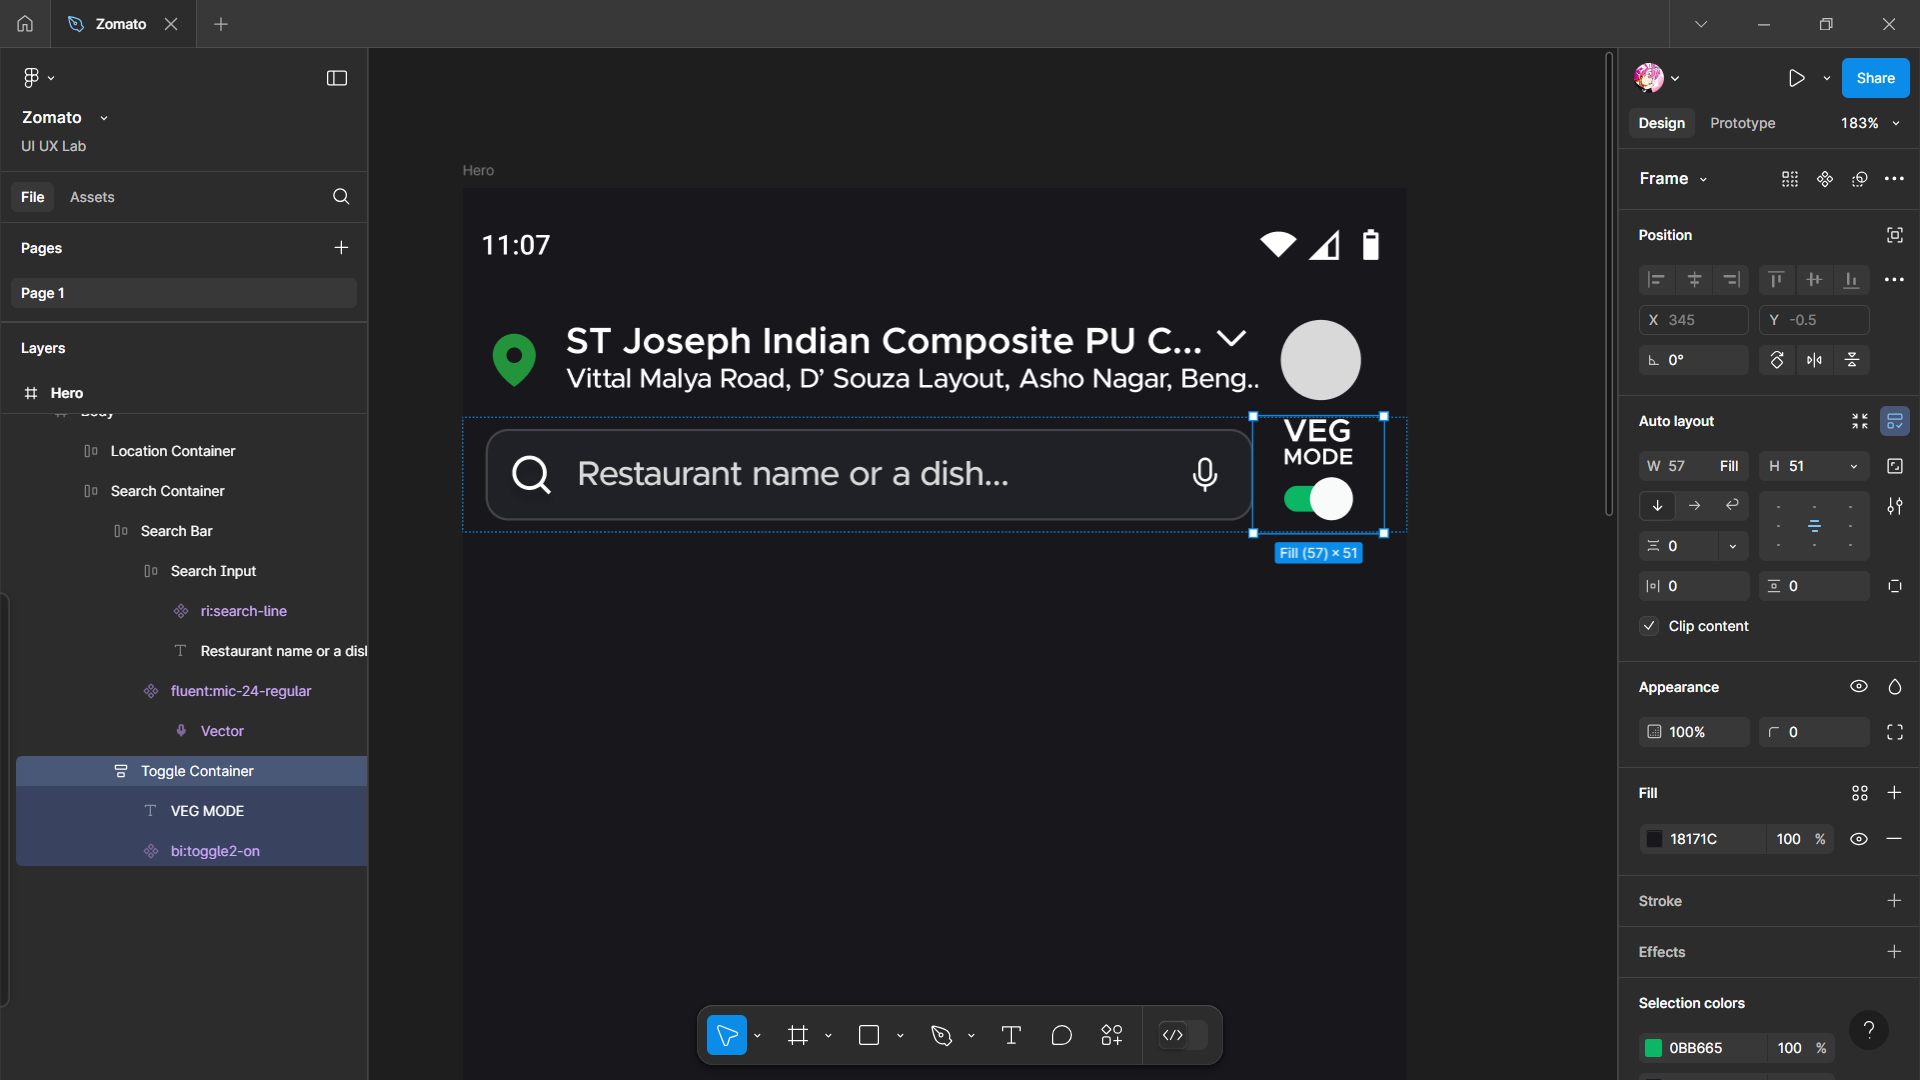 Zomato
Zomato
UI UX Lab
File
Assets
Pages
Page 1
Layers
Hero
Body
Location Container
Search Container
Search Bar
Search Input
ri:search-line
Restaurant name or a dish
fluent:mic-24-regular
Vector
Toggle Container
VEG MODE
bi:toggle2-on
Hero
11:07
ST Joseph Indian Composite PU C...
Vittal Malya Road, D’ Souza Layout, Asho Nagar, Beng..
Restaurant name or a dish...
VEG
MODE
Fill (57) × 51
Share
Design
Prototype
183%
Frame
Position
X 345
Y -0.5
0°
Auto layout
W 57 Fill
H 51
0
0
0
Clip content
Appearance
100%
0
Fill
18171C 100 %
Stroke
Effects
Selection colors
0BB665 100 %
?